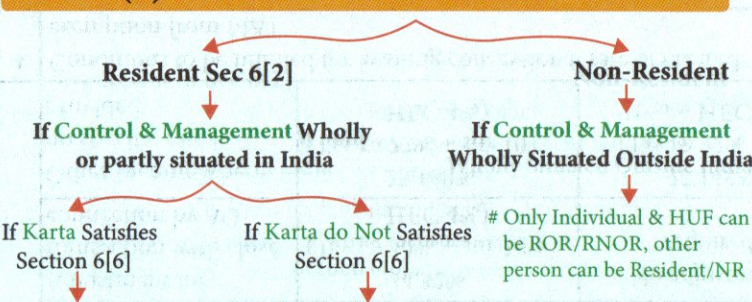 Resident Sec 6[2]
Non-Resident
If Control & Management Wholly
or partly situated in India
If Control & Management
Wholly Situated Outside India
If Karta Satisfies
Section 6[6]
If Karta do Not Satisfies
Section 6[6]
# Only Individual & HUF can
be ROR/RNOR, other
person can be Resident/NR